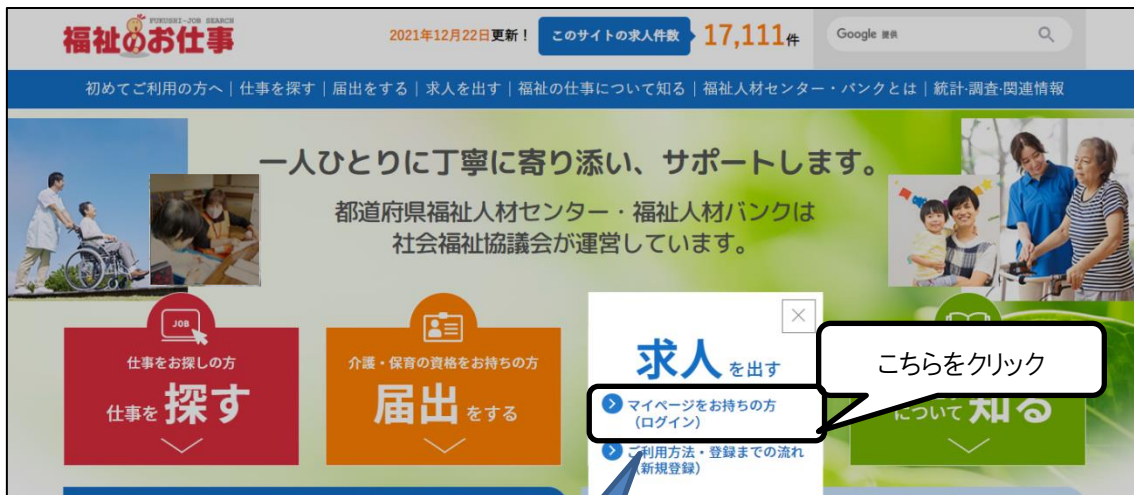 FUKUSHI-JOB SEARCH
福祉のお仕事
2021年12月22日更新!
このサイトの求人件数
17,111件
Google 提供
初めてご利用の方へ | 仕事を探す | 届出をする | 求人を出す | 福祉の仕事について知る | 福祉人材センター・バンクとは | 統計·調査·関連情報
一人ひとりに丁寧に寄り添い、サポートします。
都道府県福祉人材センター・福祉人材バンクは
社会福祉協議会が運営しています。
JOB
仕事をお探しの方
仕事を 探す
介護・保育の資格をお持ちの方
届出をする
求人を出す
マイページをお持ちの方
(ログイン)
ご利用方法・登録までの流れ
(新規登録)
こちらをクリック
について 知る